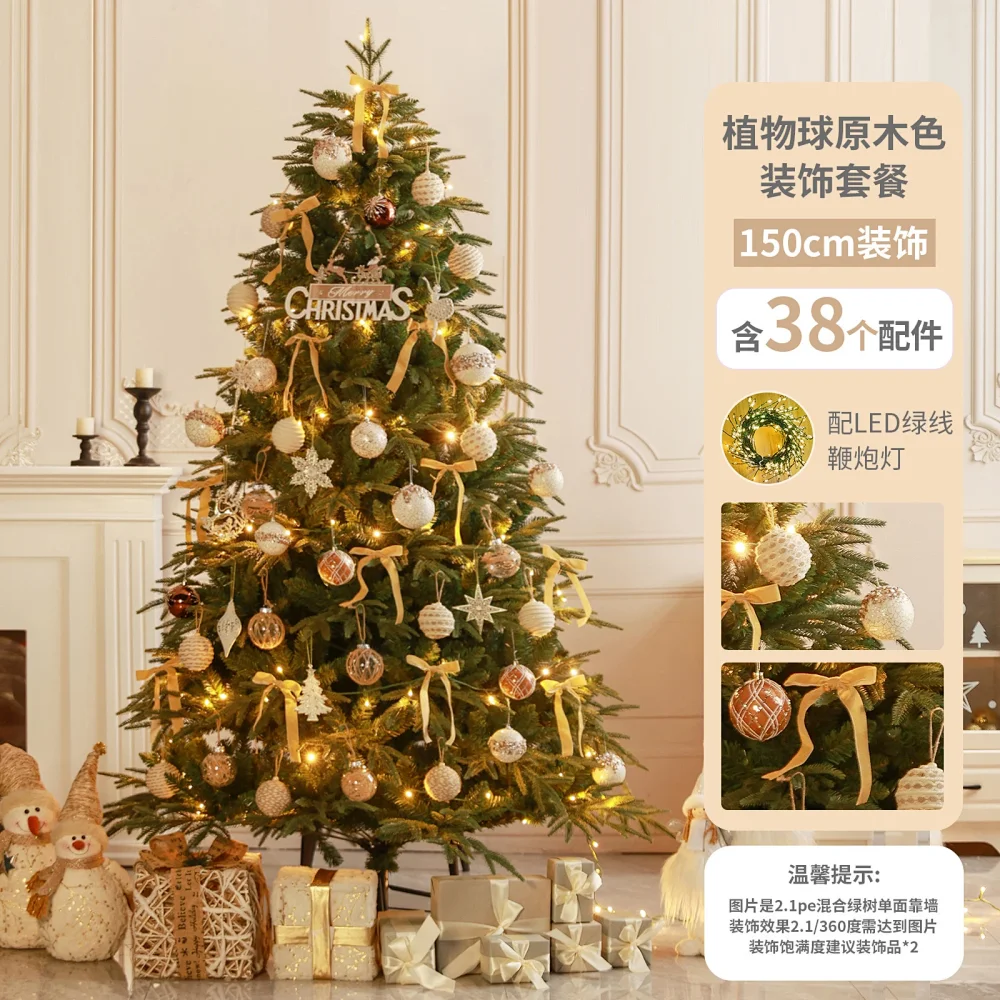 植物球原木色
装饰套餐
150cm装饰
含38个配件
配LED绿线
鞭炮灯
Merry
CHRISTMAS
Believe
温馨提示:
图片是2.1pe混合绿树单面靠墙
装饰效果2.1/360度需达到图片
装饰饱满度建议装饰品*2